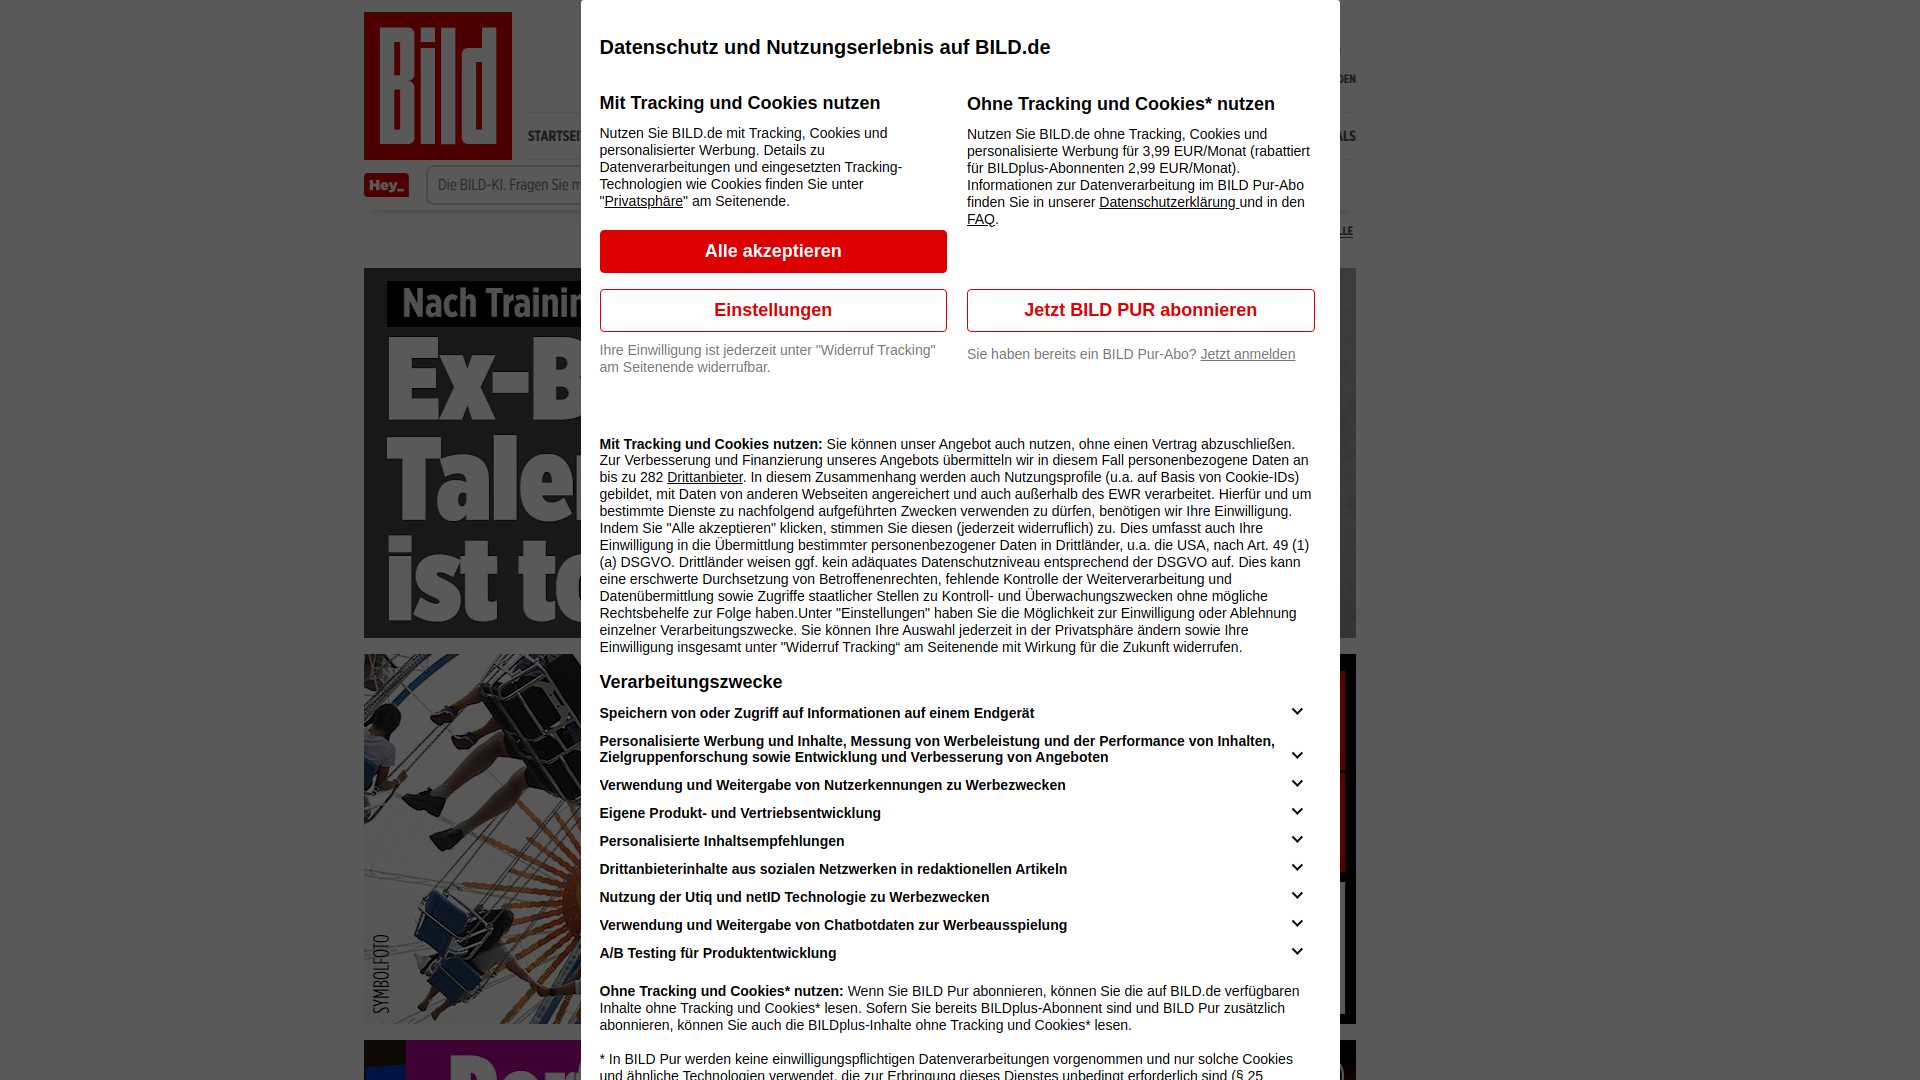 Bild
STARTSEI
Hey_
Die BILD-KI. Fragen Sie m
Nach Trainin
Ex-B
Tale
ist to
SYMBOLFOTO
Datenschutz und Nutzungserlebnis auf BILD.de
Mit Tracking und Cookies nutzen
Nutzen Sie BILD.de mit Tracking, Cookies und
personalisierter Werbung. Details zu
Datenverarbeitungen und eingesetzten Tracking-
Technologien wie Cookies finden Sie unter
"Privatsphäre" am Seitenende.
Alle akzeptieren
Einstellungen
Ihre Einwilligung ist jederzeit unter "Widerruf Tracking"
am Seitenende widerrufbar.
Ohne Tracking und Cookies* nutzen
Nutzen Sie BILD.de ohne Tracking, Cookies und
personalisierte Werbung für 3,99 EUR/Monat (rabattiert
für BILDplus-Abonnenten 2,99 EUR/Monat).
Informationen zur Datenverarbeitung im BILD Pur-Abo
finden Sie in unserer Datenschutzerklärung und in den
FAQ.
Jetzt BILD PUR abonnieren
Sie haben bereits ein BILD Pur-Abo? Jetzt anmelden
Mit Tracking und Cookies nutzen: Sie können unser Angebot auch nutzen, ohne einen Vertrag abzuschließen.
Zur Verbesserung und Finanzierung unseres Angebots übermitteln wir in diesem Fall personenbezogene Daten an
bis zu 282 Drittanbieter. In diesem Zusammenhang werden auch Nutzungsprofile (u.a. auf Basis von Cookie-IDs)
gebildet, mit Daten von anderen Webseiten angereichert und auch außerhalb des EWR verarbeitet. Hierfür und um
bestimmte Dienste zu nachfolgend aufgeführten Zwecken verwenden zu dürfen, benötigen wir Ihre Einwilligung.
Indem Sie "Alle akzeptieren" klicken, stimmen Sie diesen (jederzeit widerruflich) zu. Dies umfasst auch Ihre
Einwilligung in die Übermittlung bestimmter personenbezogener Daten in Drittländer, u.a. die USA, nach Art. 49 (1)
(a) DSGVO. Drittländer weisen ggf. kein adäquates Datenschutzniveau entsprechend der DSGVO auf. Dies kann
eine erschwerte Durchsetzung von Betroffenenrechten, fehlende Kontrolle der Weiterverarbeitung und
Datenübermittlung sowie Zugriffe staatlicher Stellen zu Kontroll- und Überwachungszwecken ohne mögliche
Rechtsbehelfe zur Folge haben.Unter "Einstellungen" haben Sie die Möglichkeit zur Einwilligung oder Ablehnung
einzelner Verarbeitungszwecke. Sie können Ihre Auswahl jederzeit in der Privatsphäre ändern sowie Ihre
Einwilligung insgesamt unter "Widerruf Tracking“ am Seitenende mit Wirkung für die Zukunft widerrufen.
Verarbeitungszwecke
Speichern von oder Zugriff auf Informationen auf einem Endgerät
Personalisierte Werbung und Inhalte, Messung von Werbeleistung und der Performance von Inhalten,
Zielgruppenforschung sowie Entwicklung und Verbesserung von Angeboten
Verwendung und Weitergabe von Nutzerkennungen zu Werbezwecken
Eigene Produkt- und Vertriebsentwicklung
Personalisierte Inhaltsempfehlungen
Drittanbieterinhalte aus sozialen Netzwerken in redaktionellen Artikeln
Nutzung der Utiq und netID Technologie zu Werbezwecken
Verwendung und Weitergabe von Chatbotdaten zur Werbeausspielung
A/B Testing für Produktentwicklung
Ohne Tracking und Cookies* nutzen: Wenn Sie BILD Pur abonnieren, können Sie die auf BILD.de verfügbaren
Inhalte ohne Tracking und Cookies* lesen. Sofern Sie bereits BILDplus-Abonnent sind und BILD Pur zusätzlich
abonnieren, können Sie auch die BILDplus-Inhalte ohne Tracking und Cookies* lesen.
* In BILD Pur werden keine einwilligungspflichtigen Datenverarbeitungen vorgenommen und nur solche Cookies
und ähnliche Technologien verwendet, die zur Erbringung dieses Dienstes unbedingt erforderlich sind (§ 25